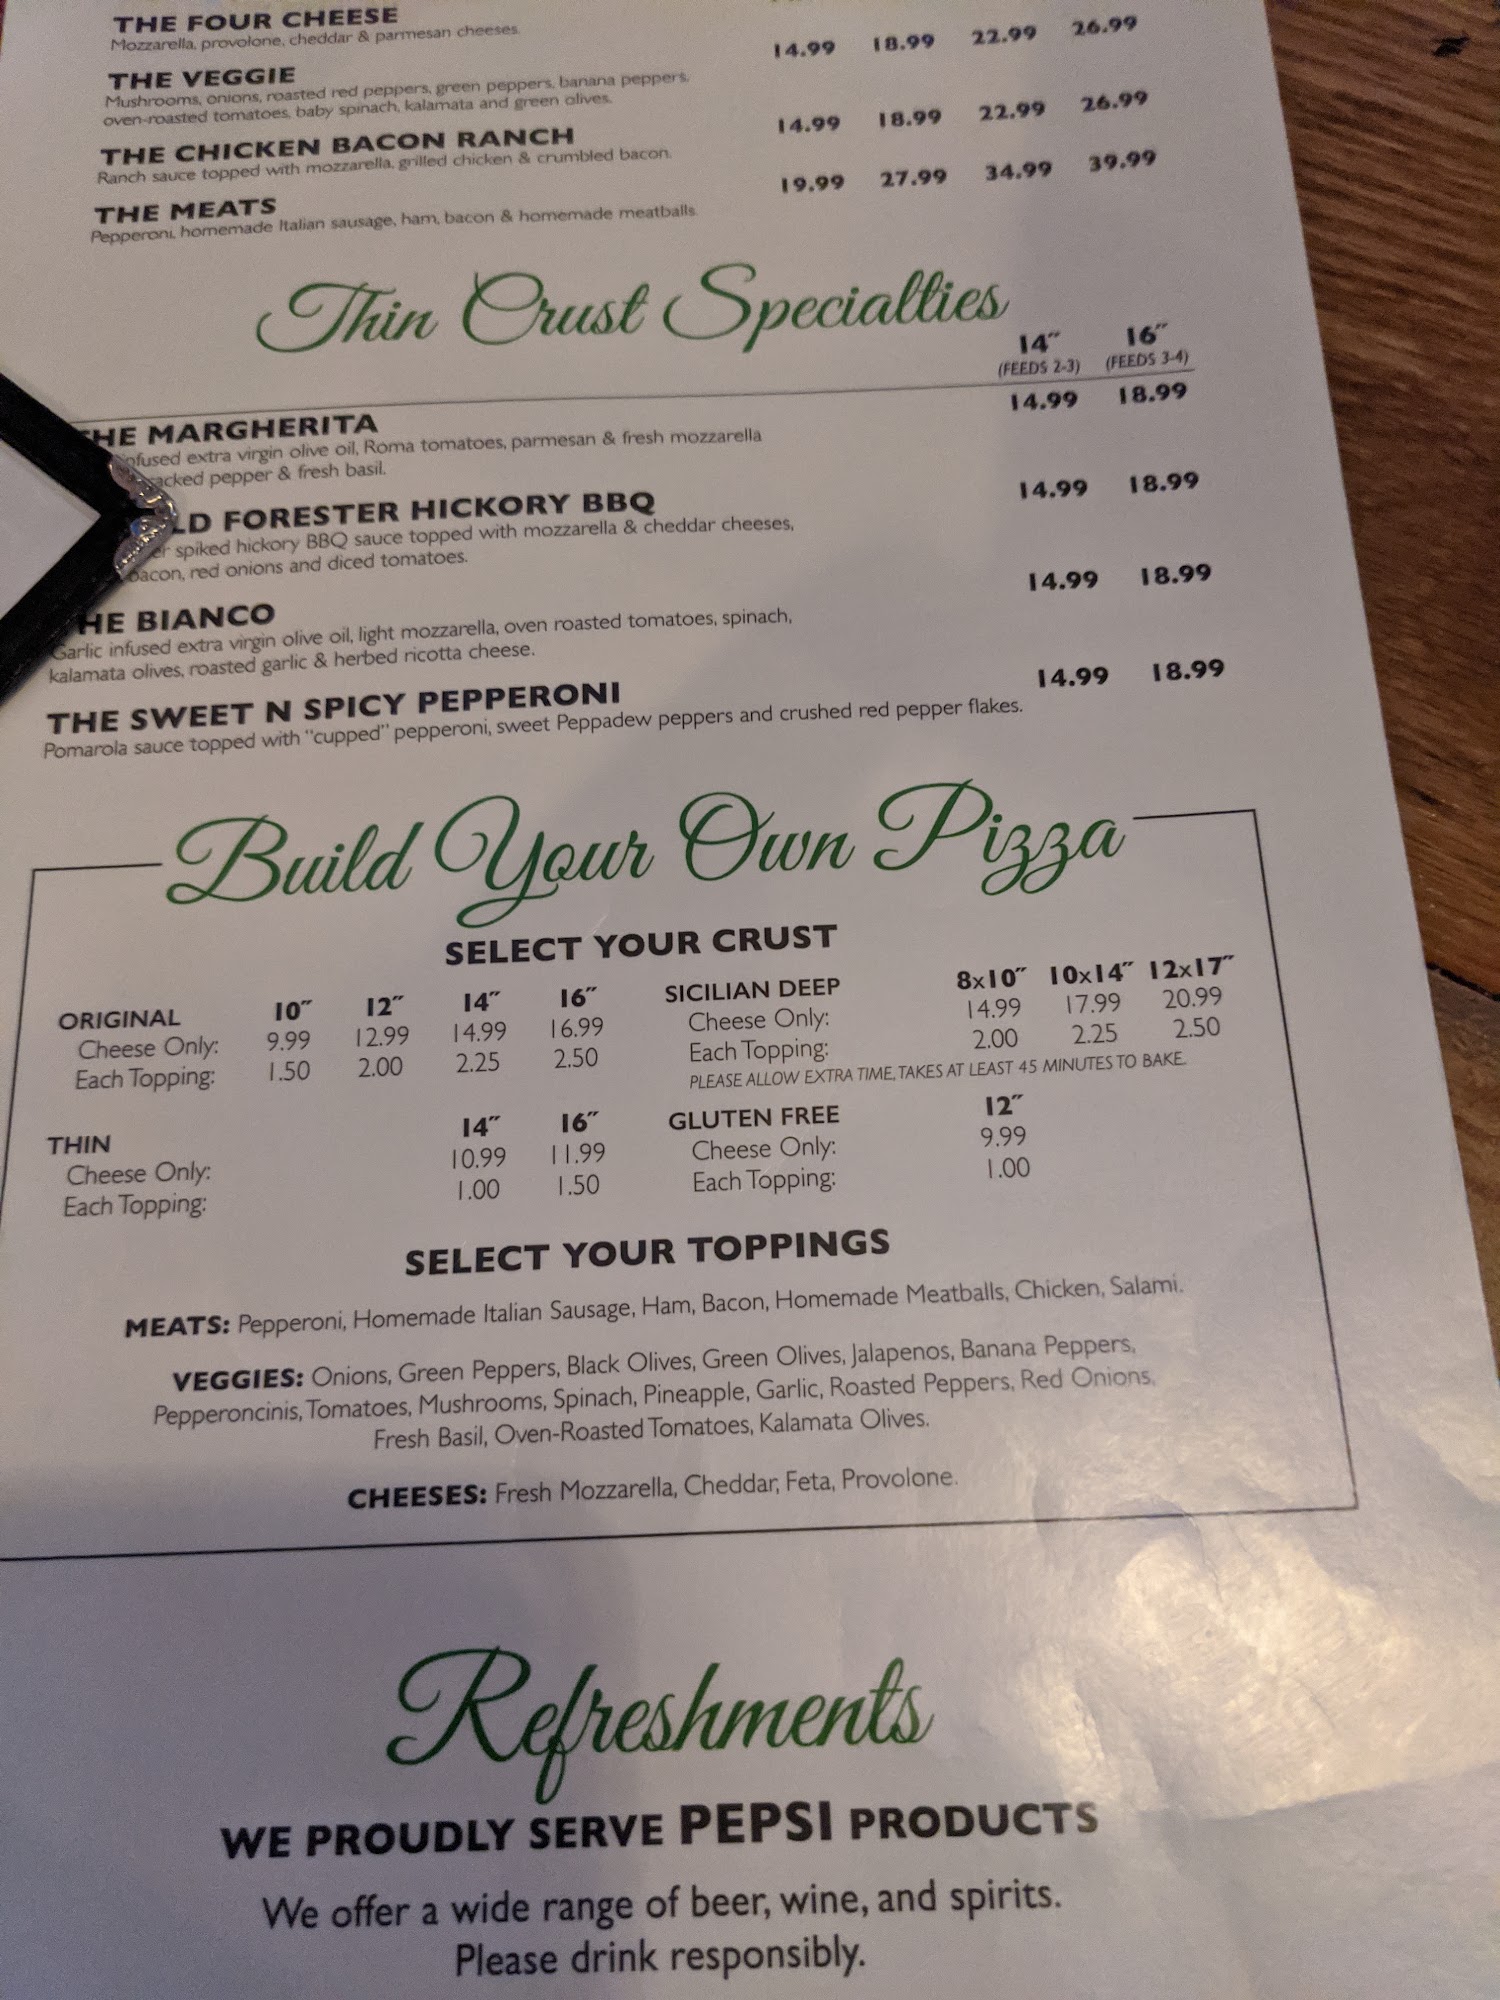 THE FOUR CHEESE
Mozzarella, provolone, cheddar & parmesan cheeses.
14.99 18.99 22.99 26.99
THE VEGGIE
Mushrooms, onions, roasted red peppers, green peppers, banana peppers,
oven-roasted tomatoes, baby spinach, kalamata and green olives.
14.99 18.99 22.99 26.99
THE CHICKEN BACON RANCH
Ranch sauce topped with mozzarella, grilled chicken & crumbled bacon.
19.99 27.99 34.99 39.99
THE MEATS
Pepperoni, homemade Italian sausage, ham, bacon & homemade meatballs.
Thin Crust Specialties
14" 16"
(FEEDS 2-3) (FEEDS 3-4)
HE MARGHERITA 14.99 18.99
nfused extra virgin olive oil, Roma tomatoes, parmesan & fresh mozzarella
acked pepper & fresh basil.
LD FORESTER HICKORY BBQ 14.99 18.99
er spiked hickory BBQ sauce topped with mozzarella & cheddar cheeses,
bacon, red onions and diced tomatoes.
HE BIANCO 14.99 18.99
Garlic infused extra virgin olive oil, light mozzarella, oven roasted tomatoes, spinach,
kalamata olives, roasted garlic & herbed ricotta cheese.
THE SWEET N SPICY PEPPERONI 14.99 18.99
Pomarola sauce topped with "cupped" pepperoni, sweet Peppadew peppers and crushed red pepper flakes.
Build Your Own Pizza
SELECT YOUR CRUST
ORIGINAL 10" 12" 14" 16"
Cheese Only: 9.99 12.99 14.99 16.99
Each Topping: 1.50 2.00 2.25 2.50
SICILIAN DEEP 8x10" 10x14" 12x17"
Cheese Only: 14.99 17.99 20.99
Each Topping: 2.00 2.25 2.50
PLEASE ALLOW EXTRA TIME, TAKES AT LEAST 45 MINUTES TO BAKE.
THIN 14" 16"
Cheese Only: 10.99 11.99
Each Topping: 1.00 1.50
GLUTEN FREE 12"
Cheese Only: 9.99
Each Topping: 1.00
SELECT YOUR TOPPINGS
MEATS: Pepperoni, Homemade Italian Sausage, Ham, Bacon, Homemade Meatballs, Chicken, Salami.
VEGGIES: Onions, Green Peppers, Black Olives, Green Olives, Jalapenos, Banana Peppers,
Pepperoncinis, Tomatoes, Mushrooms, Spinach, Pineapple, Garlic, Roasted Peppers, Red Onions,
Fresh Basil, Oven-Roasted Tomatoes, Kalamata Olives.
CHEESES: Fresh Mozzarella, Cheddar, Feta, Provolone.
Refreshments
WE PROUDLY SERVE PEPSI PRODUCTS
We offer a wide range of beer, wine, and spirits.
Please drink responsibly.